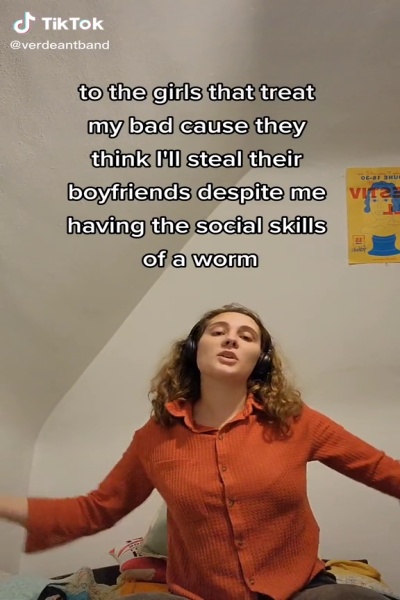 TikTok
@verdeantband
to the girls that treat
my bad cause they
think I'll steal their
boyfriends despite me
having the social skills
of a worm